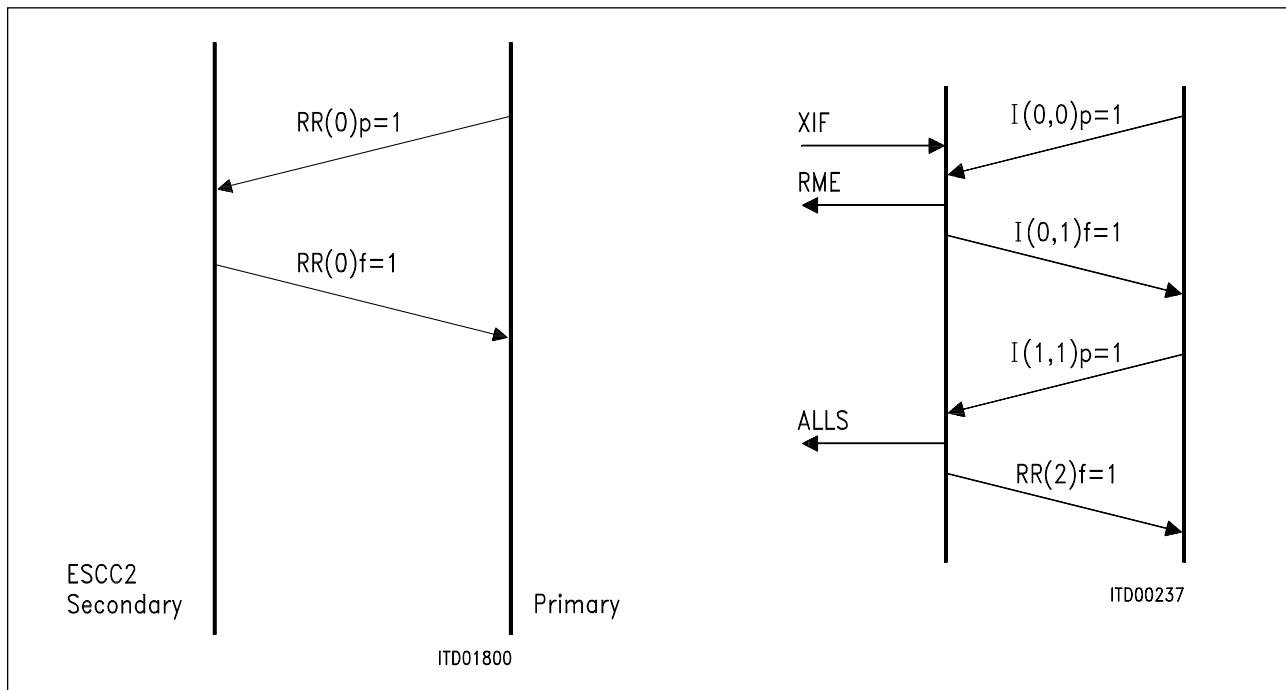 RR(0)p=1
RR(0)f=1
ESCC2
Secondary
Primary
ITD01800
XIF
I(0,0)p=1
RME
I(0,1)f=1
I(1,1)p=1
ALLS
RR(2)f=1
ITD00237